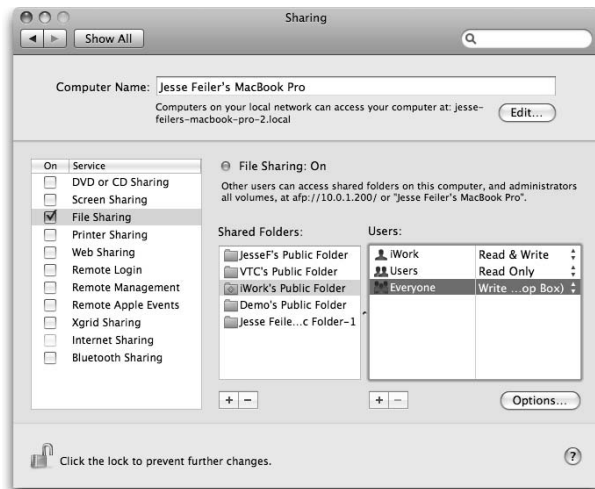 Sharing
Show All
Computer Name: Jesse Feiler's MacBook Pro
Computers on your local network can access your computer at: jesse-
feilers-macbook-pro-2.local
Edit...
On Service
DVD or CD Sharing
Screen Sharing
File Sharing
Printer Sharing
Web Sharing
Remote Login
Remote Management
Remote Apple Events
Xgrid Sharing
Internet Sharing
Bluetooth Sharing
File Sharing: On
Other users can access shared folders on this computer, and administrators
all volumes, at afp://10.0.1.200/ or "Jesse Feiler's MacBook Pro".
Shared Folders:
JesseF's Public Folder
VTC's Public Folder
iWork's Public Folder
Demo's Public Folder
Jesse Feile...c Folder-1
Users:
iWork Read & Write
Users Read Only
Everyone Write ...op Box)
+ −
+ −
Options...
Click the lock to prevent further changes.
?